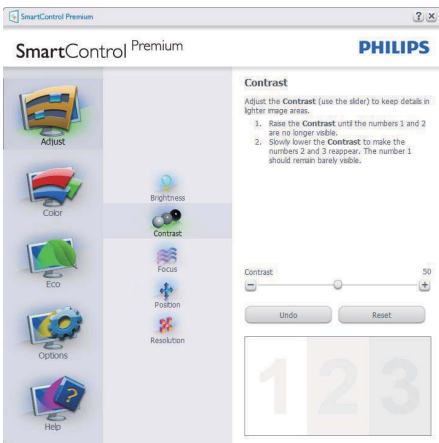 SmartControl Premium
? ×
SmartControl Premium
PHILIPS
Adjust
Color
Eco
Options
Help
Brightness
Contrast
Focus
Position
Resolution
Contrast
Adjust the Contrast (use the slider) to keep details in
lighter image areas.
1. Raise the Contrast until the numbers 1 and 2
are no longer visible.
2. Slowly lower the Contrast to make the
numbers 2 and 3 reappear. The number 1
should remain barely visible.
Contrast 50
− +
Undo Reset
1 2 3